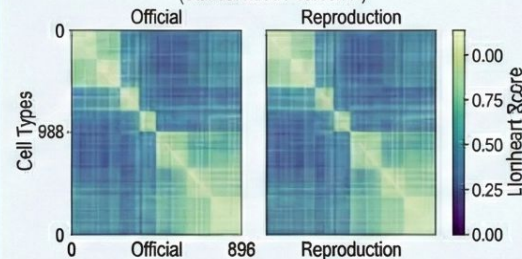 Official Reproduction
0
988
0
Cell Types
0 Official 896 Reproduction
0.00
0.75
0.50
0.25
0.00
Lionheart Score